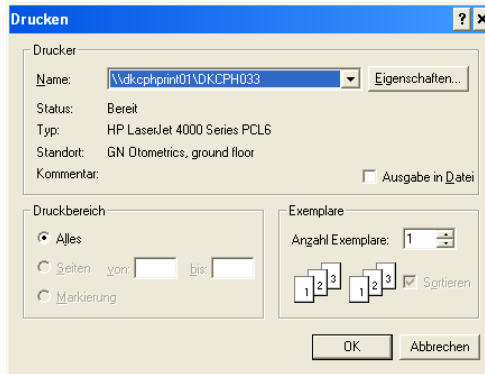 Drucken
Drucker
Name: \\dkcphprint01\DKCPH033 Eigenschaften...
Status: Bereit
Typ: HP LaserJet 4000 Series PCL6
Standort: GN Otometrics, ground floor
Kommentar: Ausgabe in Datei
Druckbereich
Alles
Seiten von: bis:
Markierung
Exemplare
Anzahl Exemplare: 1
1 2 3 1 2 3 Sortieren
OK Abbrechen